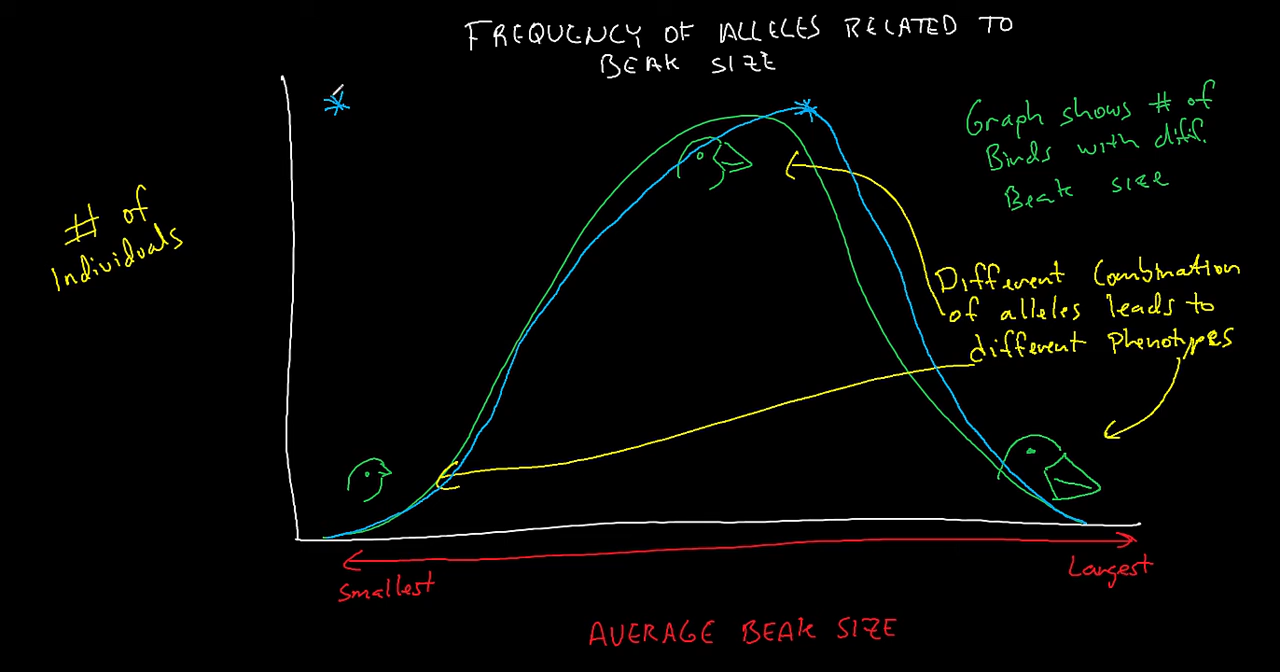 FREQUENCY OF ALLELES RELATED TO
BEAK SIZE
Graph shows # of
Birds with diff.
Beak size
# of
Individuals
Different Combination
of alleles leads to
different Phenotypes
Smallest
Largest
AVERAGE BEAK SIZE